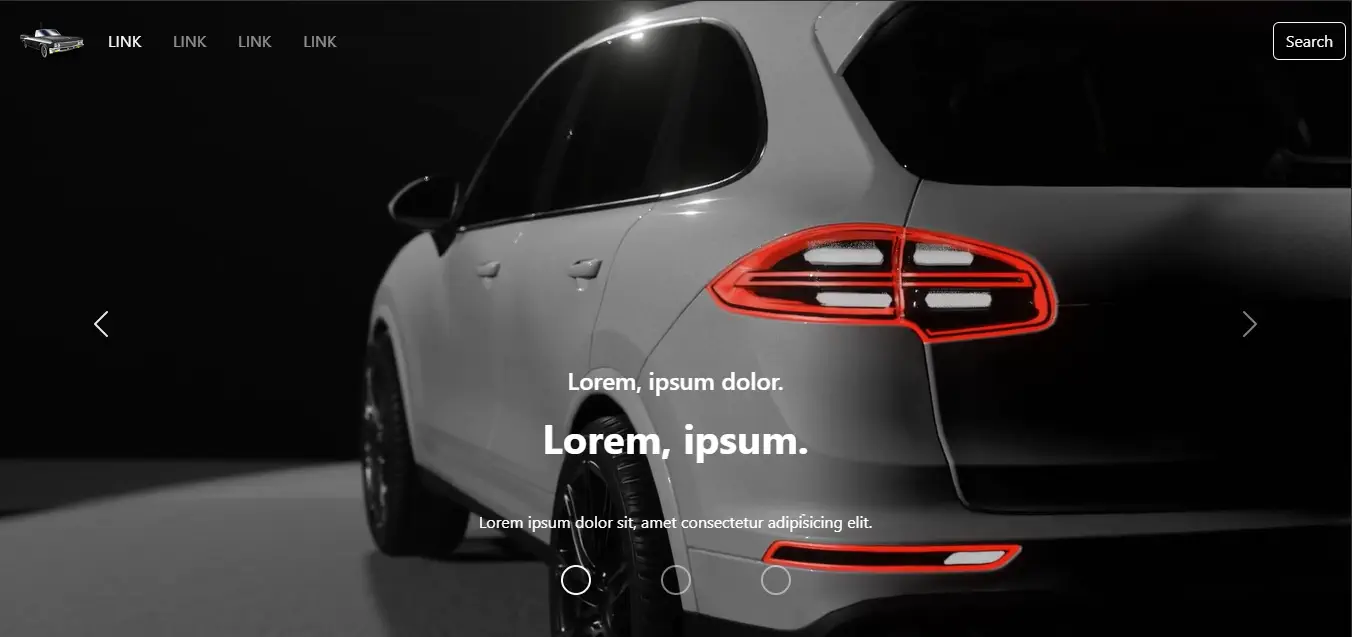 LINK LINK LINK LINK Search
Lorem, ipsum dolor.
Lorem, ipsum.
Lorem ipsum dolor sit, amet consectetur adipisicing elit.